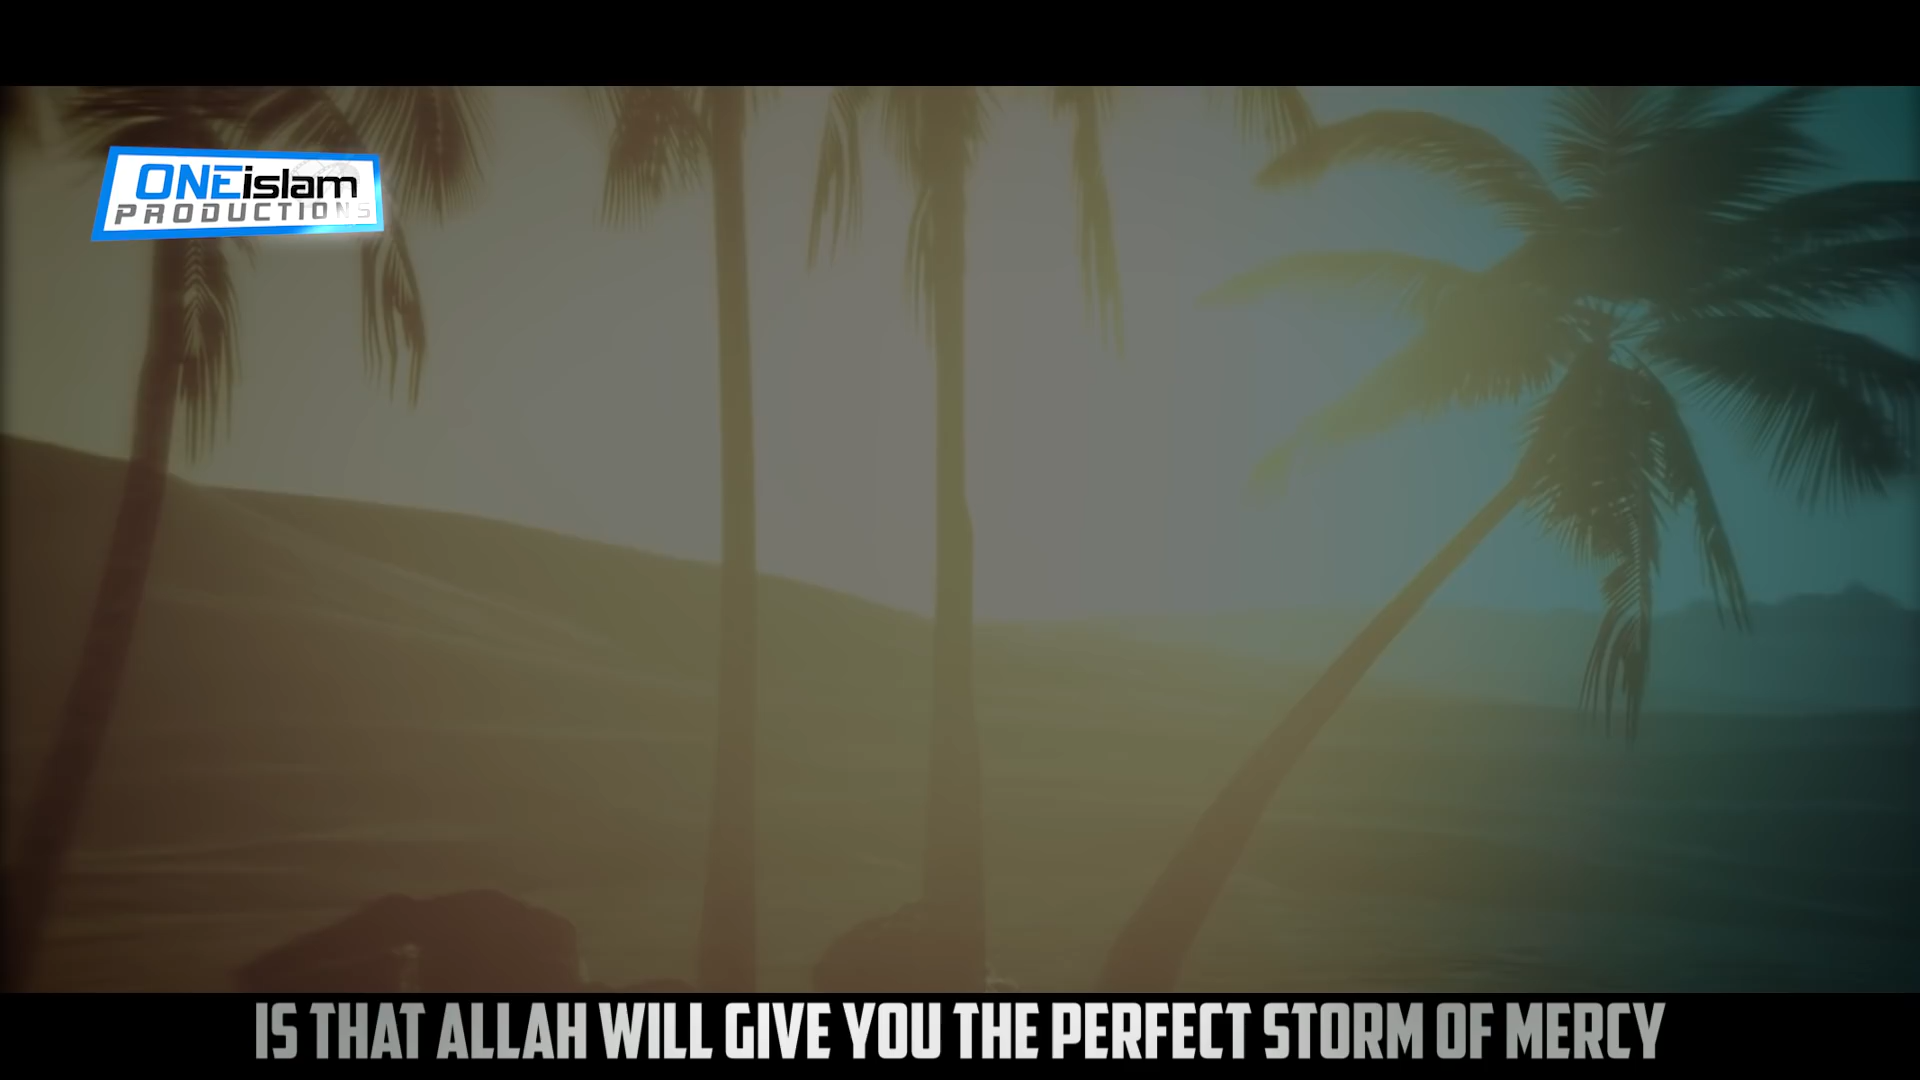 ONEislam
PRODUCTIONS
IS THAT ALLAH WILL GIVE YOU THE PERFECT STORM OF MERCY